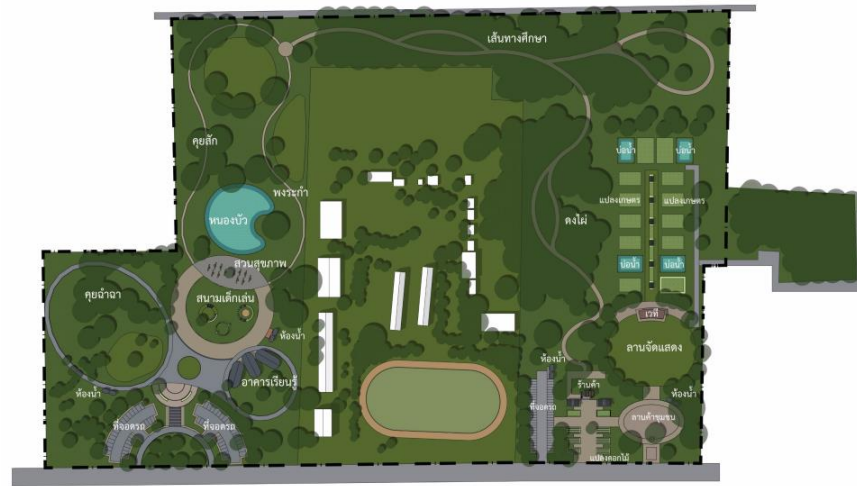 เส้นทางศึกษา
คุยสัก
พงระกำ
หนองบัว
สวนสุขภาพ
คุยฉำฉา
สนามเด็กเล่น
ห้องน้ำ
อาคารเรียนรู้
ห้องน้ำ
ที่จอดรถ
ที่จอดรถ
บ่อน้ำ
บ่อน้ำ
แปลงเกษตร
แปลงเกษตร
ดงไผ่
บ่อน้ำ
บ่อน้ำ
เวที
ลานจัดแสดง
ห้องน้ำ
ร้านค้า
ห้องน้ำ
ที่จอดรถ
ลานค้าชุมชน
แปลงดอกไม้